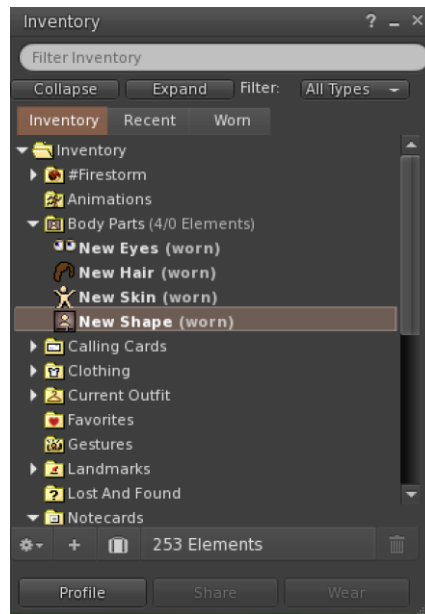 Inventory ? _ ×
Filter Inventory
Collapse Expand Filter: All Types
Inventory Recent Worn
Inventory
#Firestorm
Animations
Body Parts (4/0 Elements)
New Eyes (worn)
New Hair (worn)
New Skin (worn)
New Shape (worn)
Calling Cards
Clothing
Current Outfit
Favorites
Gestures
Landmarks
? Lost And Found
Notecards
+ 253 Elements
Profile Share Wear